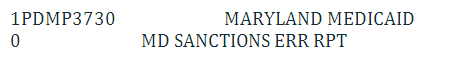 1PDMP3730 MARYLAND MEDICAID
0 MD SANCTIONS ERR RPT